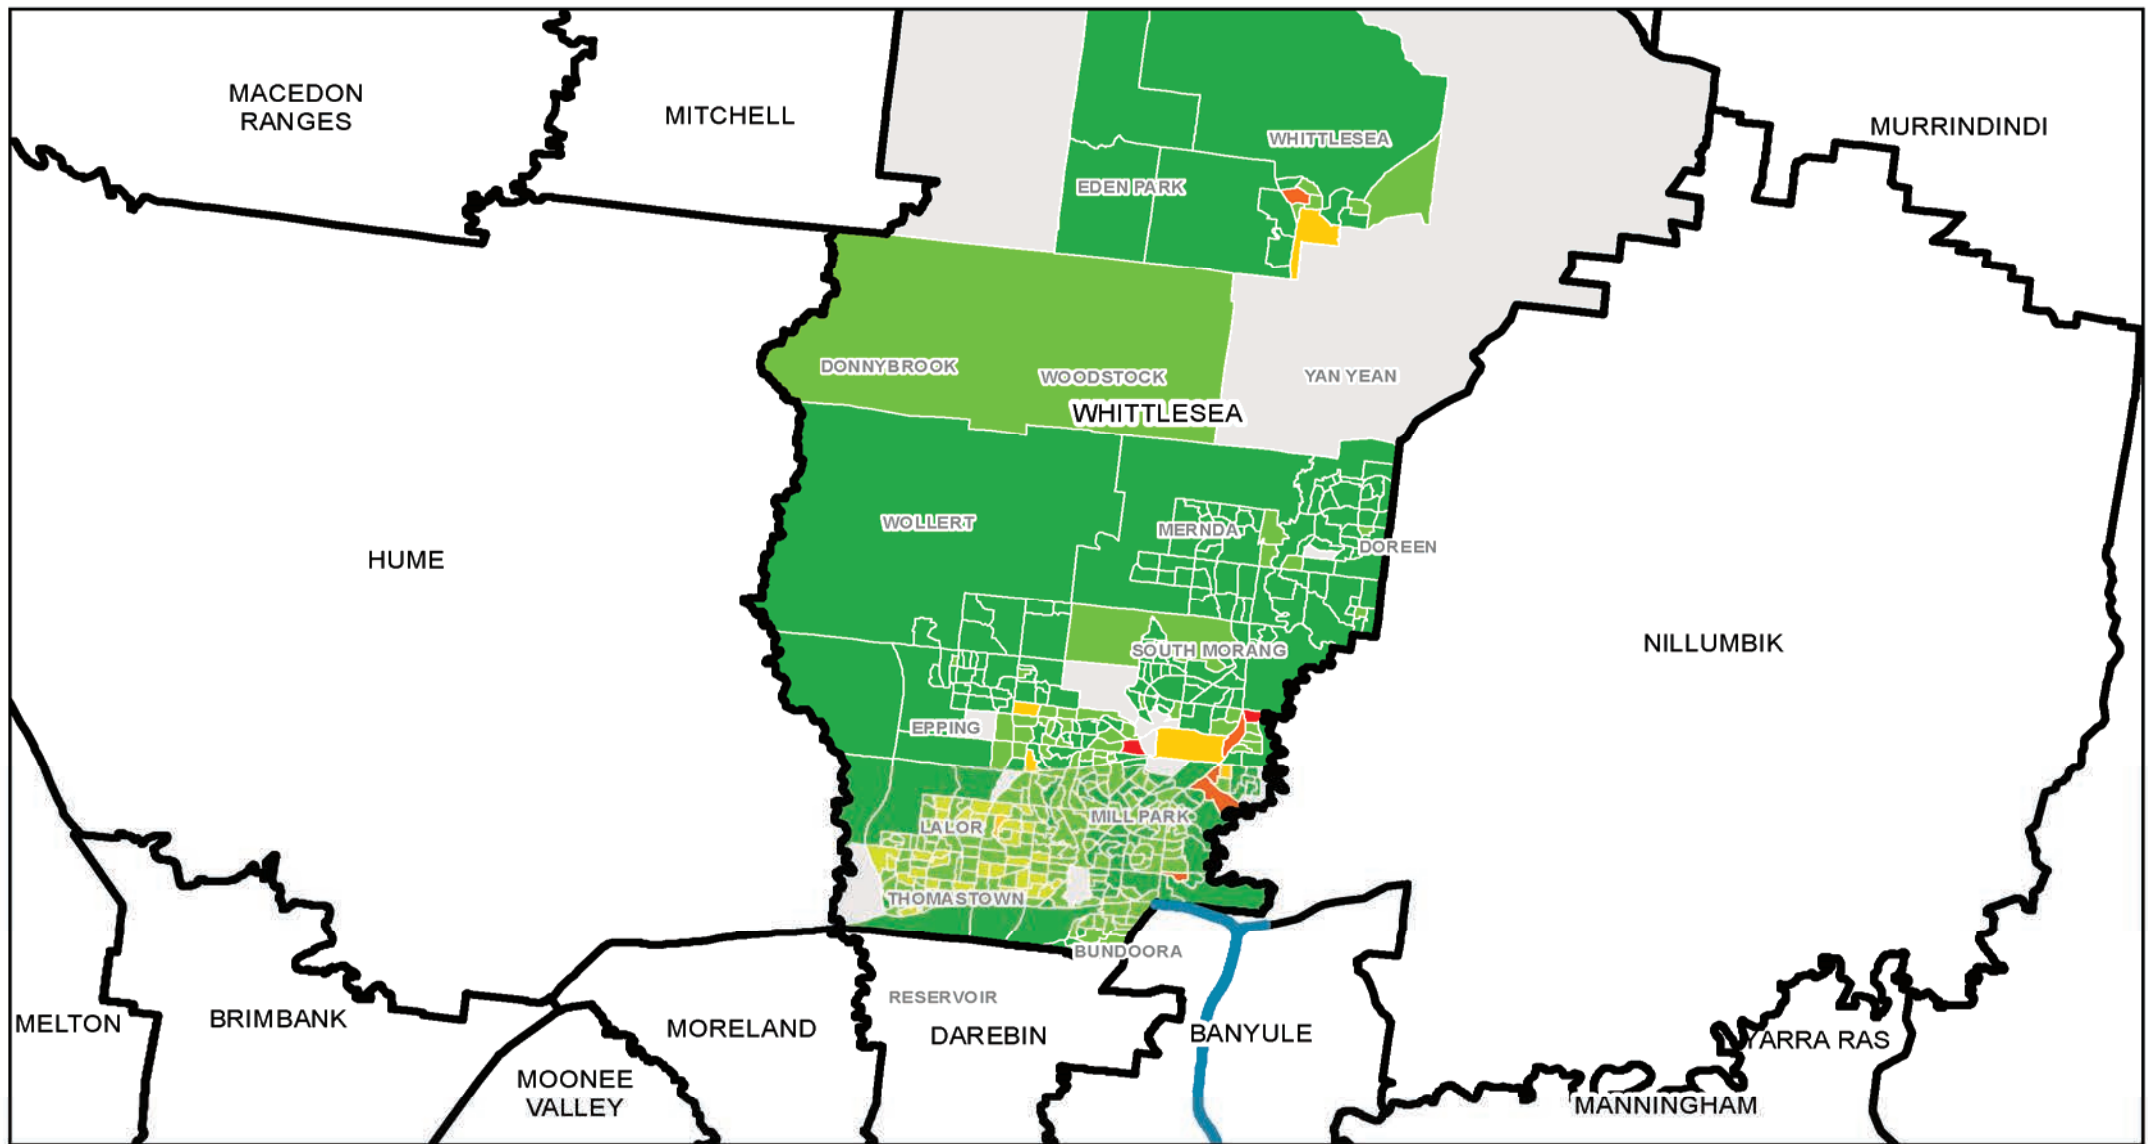 MACEDON
RANGES
MITCHELL
MURRINDINDI
WHITTLESEA
EDEN PARK
DONNYBROOK
WOODSTOCK
YAN YEAN
WHITTLESEA
WOLLERT
MERNDA
DOREEN
HUME
NILLUMBIK
SOUTH MORANG
EPPING
LALOR
MILL PARK
THOMASTOWN
BUNDOORA
RESERVOIR
MELTON
BRIMBANK
MORELAND
DAREBIN
BANYULE
YARRA RAS
MOONEE
VALLEY
MANNINGHAM